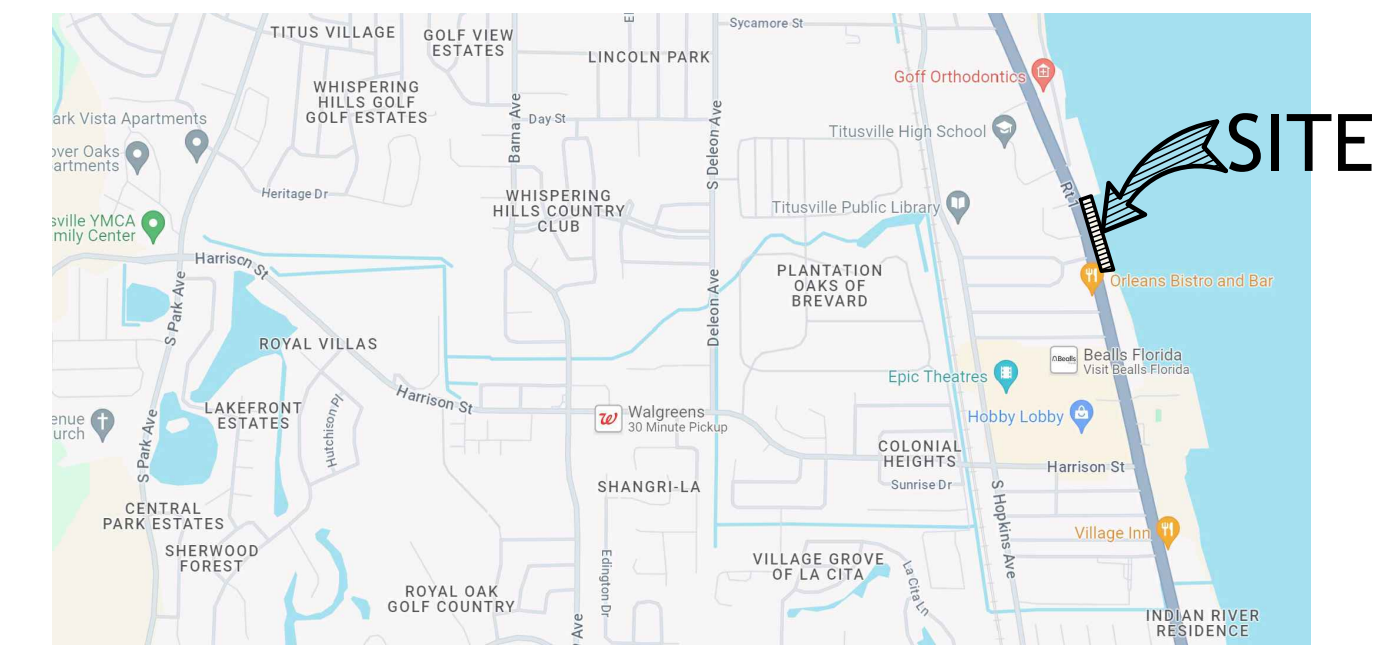 Sycamore St
TITUS VILLAGE
GOLF VIEW
ESTATES
LINCOLN PARK
Goff Orthodontics
WHISPERING
HILLS GOLF
GOLF ESTATES
ark Vista Apartments
Barna Ave
Day St
S Deleon Ave
Titusville High School
SITE
over Oaks
artments
Heritage Dr
WHISPERING
HILLS COUNTRY
CLUB
Titusville Public Library
Rt 1
sville YMCA
mily Center
Harrison St
S Park Ave
PLANTATION
OAKS OF
BREVARD
Orleans Bistro and Bar
Deleon Ave
ROYAL VILLAS
Bealls
Bealls Florida
Visit Bealls Florida
Epic Theatres
Harrison St
LAKEFRONT
ESTATES
Hutchison Pl
Walgreens
30 Minute Pickup
Hobby Lobby
enue
urch
S Park Ave
COLONIAL
HEIGHTS
Harrison St
Sunrise Dr
SHANGRI-LA
S Hopkins Ave
CENTRAL
PARK ESTATES
Village Inn
SHERWOOD
FOREST
Edington Dr
VILLAGE GROVE
OF LA CITA
La Cita Ln
ROYAL OAK
GOLF COUNTRY
Ave
INDIAN RIVER
RESIDENCE